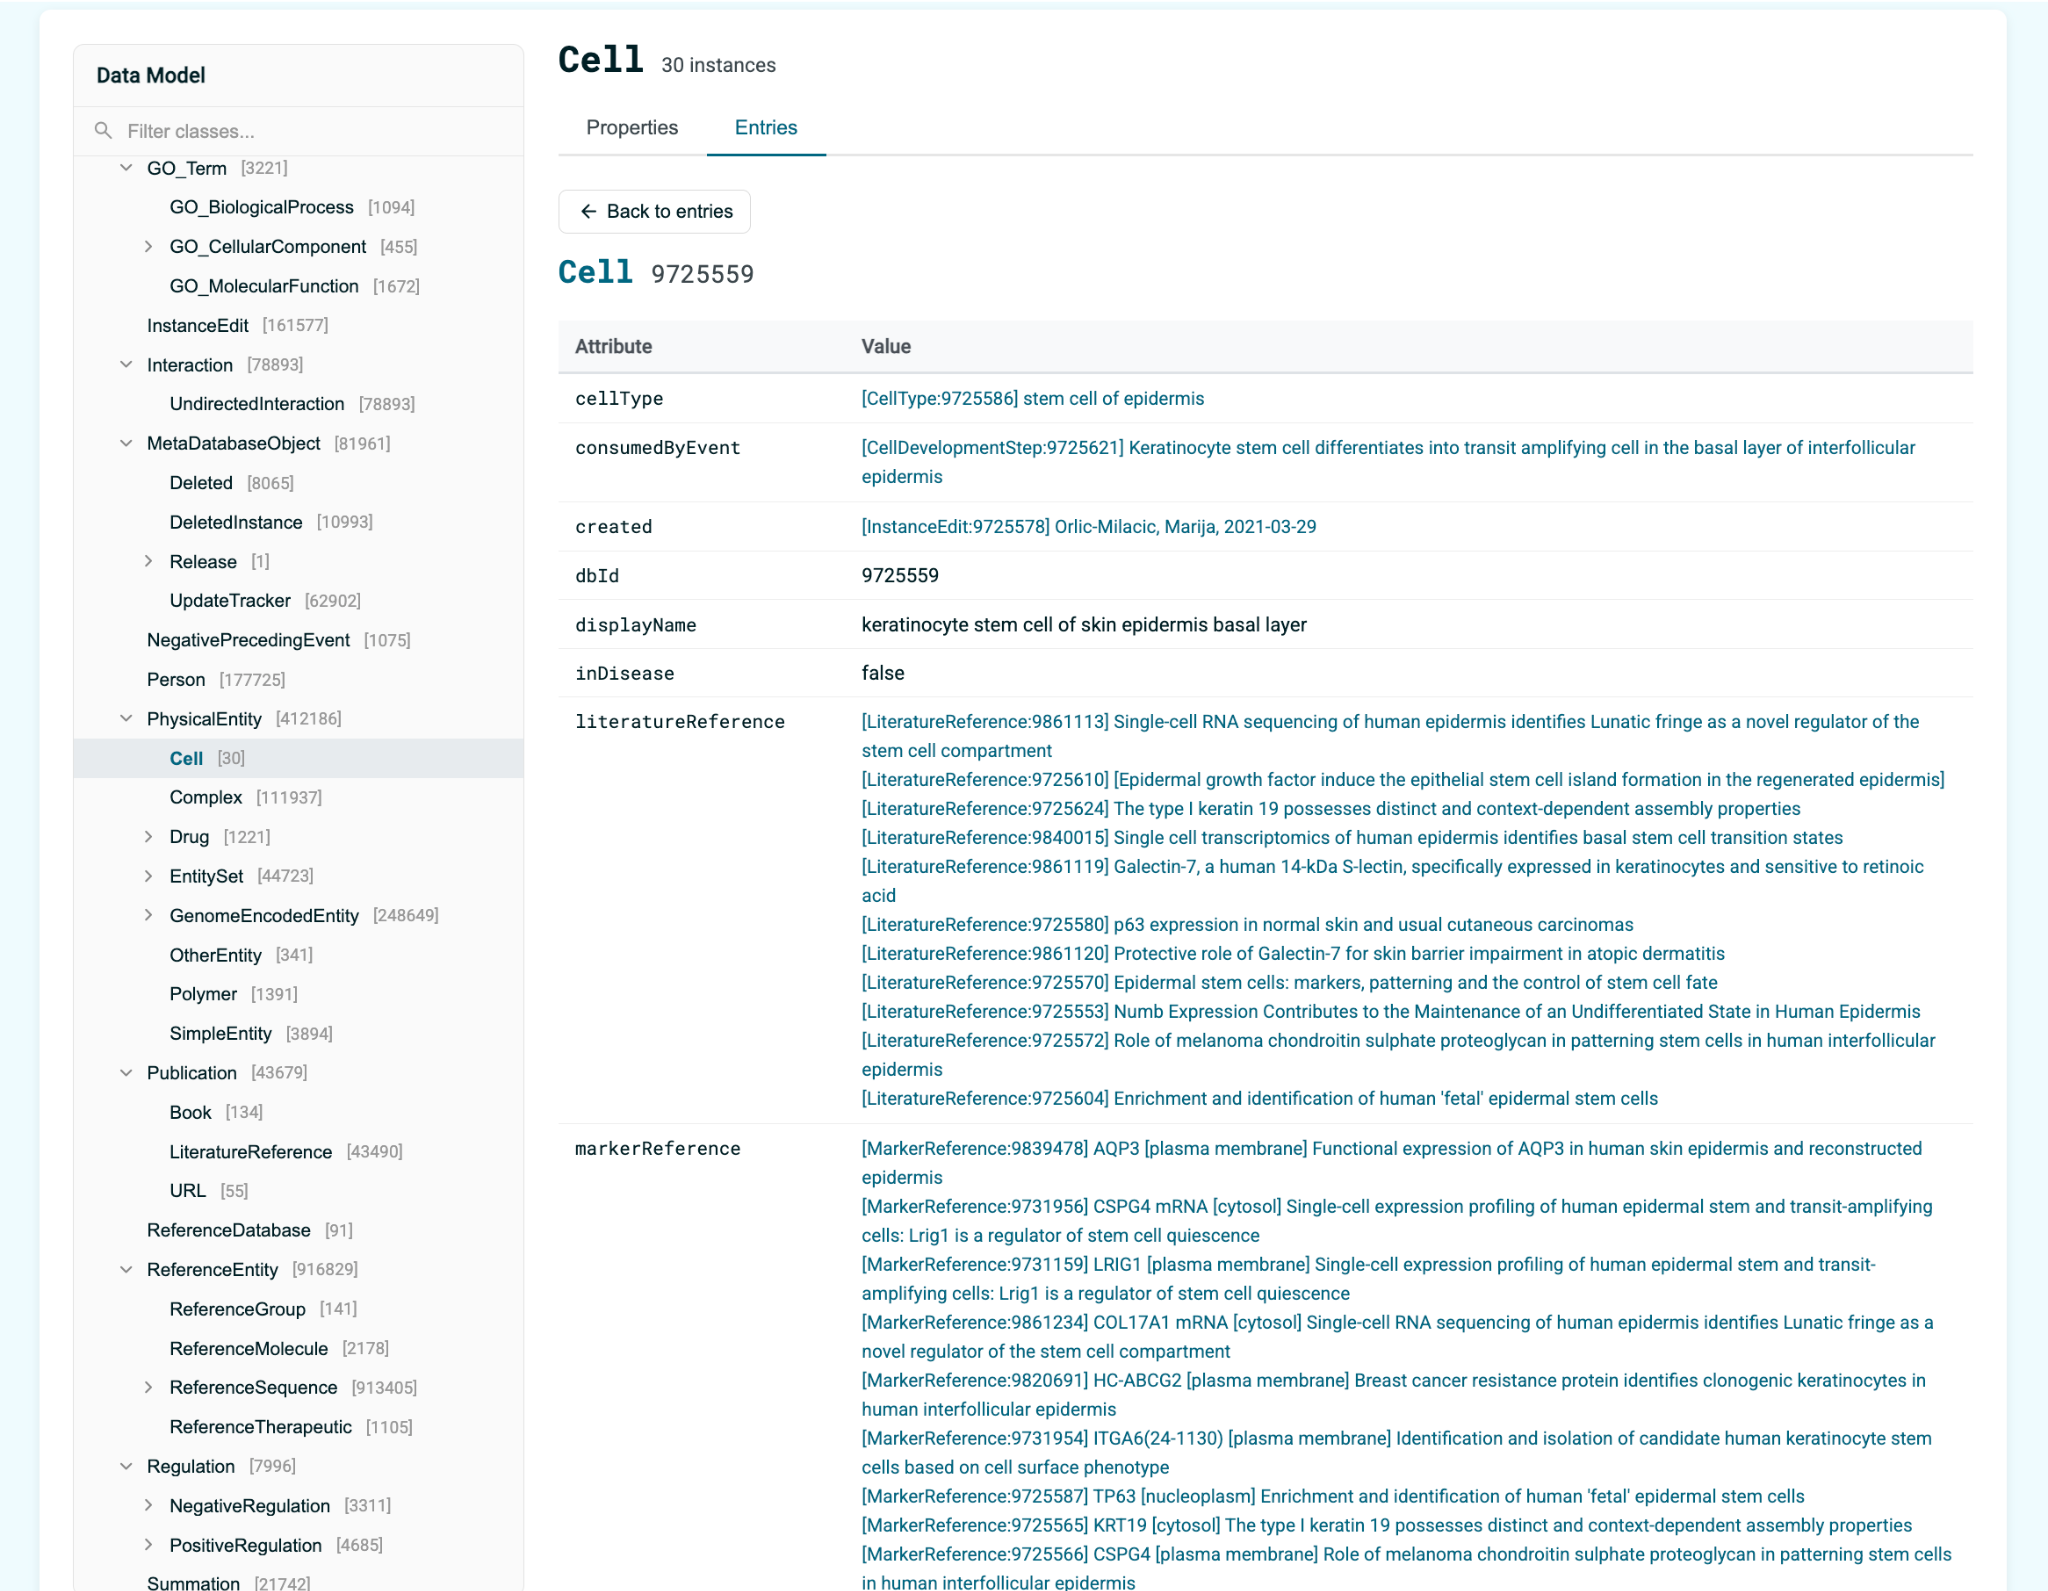 Data Model
Filter classes...
GO_Term [3221]
GO_BiologicalProcess [1094]
GO_CellularComponent [455]
GO_MolecularFunction [1672]
InstanceEdit [161577]
Interaction [78893]
UndirectedInteraction [78893]
MetaDatabaseObject [81961]
Deleted [8065]
DeletedInstance [10993]
Release [1]
UpdateTracker [62902]
NegativePrecedingEvent [1075]
Person [177725]
PhysicalEntity [412186]
Cell [30]
Complex [111937]
Drug [1221]
EntitySet [44723]
GenomeEncodedEntity [248649]
OtherEntity [341]
Polymer [1391]
SimpleEntity [3894]
Publication [43679]
Book [134]
LiteratureReference [43490]
URL [55]
ReferenceDatabase [91]
ReferenceEntity [916829]
ReferenceGroup [141]
ReferenceMolecule [2178]
ReferenceSequence [913405]
ReferenceTherapeutic [1105]
Regulation [7996]
NegativeRegulation [3311]
PositiveRegulation [4685]
Summation [21742]
Cell 30 instances
Properties Entries
← Back to entries
Cell 9725559
Attribute Value
cellType [CellType:9725586] stem cell of epidermis
consumedByEvent [CellDevelopmentStep:9725621] Keratinocyte stem cell differentiates into transit amplifying cell in the basal layer of interfollicular
epidermis
created [InstanceEdit:9725578] Orlic-Milacic, Marija, 2021-03-29
dbId 9725559
displayName keratinocyte stem cell of skin epidermis basal layer
inDisease false
literatureReference [LiteratureReference:9861113] Single-cell RNA sequencing of human epidermis identifies Lunatic fringe as a novel regulator of the
stem cell compartment
[LiteratureReference:9725610] [Epidermal growth factor induce the epithelial stem cell island formation in the regenerated epidermis]
[LiteratureReference:9725624] The type I keratin 19 possesses distinct and context-dependent assembly properties
[LiteratureReference:9840015] Single cell transcriptomics of human epidermis identifies basal stem cell transition states
[LiteratureReference:9861119] Galectin-7, a human 14-kDa S-lectin, specifically expressed in keratinocytes and sensitive to retinoic
acid
[LiteratureReference:9725580] p63 expression in normal skin and usual cutaneous carcinomas
[LiteratureReference:9861120] Protective role of Galectin-7 for skin barrier impairment in atopic dermatitis
[LiteratureReference:9725570] Epidermal stem cells: markers, patterning and the control of stem cell fate
[LiteratureReference:9725553] Numb Expression Contributes to the Maintenance of an Undifferentiated State in Human Epidermis
[LiteratureReference:9725572] Role of melanoma chondroitin sulphate proteoglycan in patterning stem cells in human interfollicular
epidermis
[LiteratureReference:9725604] Enrichment and identification of human 'fetal' epidermal stem cells
markerReference [MarkerReference:9839478] AQP3 [plasma membrane] Functional expression of AQP3 in human skin epidermis and reconstructed
epidermis
[MarkerReference:9731956] CSPG4 mRNA [cytosol] Single-cell expression profiling of human epidermal stem and transit-amplifying
cells: Lrig1 is a regulator of stem cell quiescence
[MarkerReference:9731159] LRIG1 [plasma membrane] Single-cell expression profiling of human epidermal stem and transit-
amplifying cells: Lrig1 is a regulator of stem cell quiescence
[MarkerReference:9861234] COL17A1 mRNA [cytosol] Single-cell RNA sequencing of human epidermis identifies Lunatic fringe as a
novel regulator of the stem cell compartment
[MarkerReference:9820691] HC-ABCG2 [plasma membrane] Breast cancer resistance protein identifies clonogenic keratinocytes in
human interfollicular epidermis
[MarkerReference:9731954] ITGA6(24-1130) [plasma membrane] Identification and isolation of candidate human keratinocyte stem
cells based on cell surface phenotype
[MarkerReference:9725587] TP63 [nucleoplasm] Enrichment and identification of human 'fetal' epidermal stem cells
[MarkerReference:9725565] KRT19 [cytosol] The type I keratin 19 possesses distinct and context-dependent assembly properties
[MarkerReference:9725566] CSPG4 [plasma membrane] Role of melanoma chondroitin sulphate proteoglycan in patterning stem cells
in human interfollicular epidermis